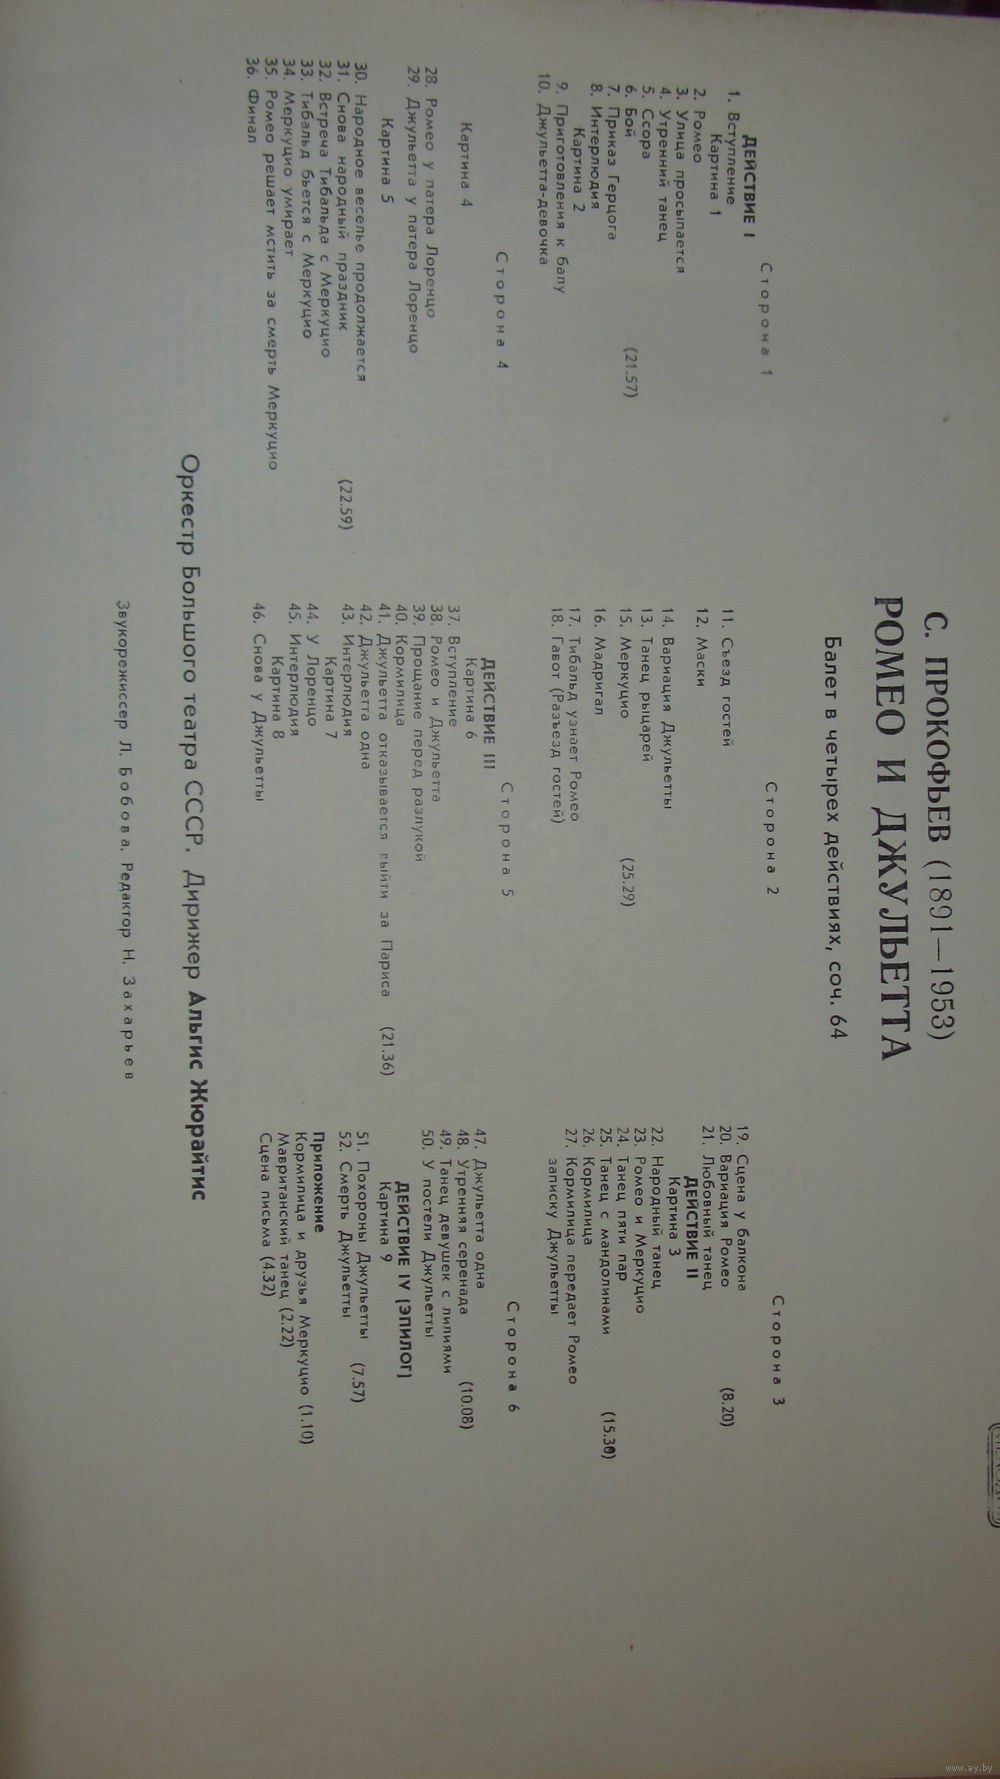 С. ПРОКОФЬЕВ (1891—1953)
РОМЕО И ДЖУЛЬЕТТА
Балет в четырех действиях, соч. 64
Сторона 1
ДЕЙСТВИЕ I
1. Вступление
Картина 1
2. Ромео
3. Улица просыпается
4. Утренний танец
5. Ссора
6. Бой (21.57)
7. Приказ Герцога
8. Интерлюдия
Картина 2
9. Приготовления к балу
10. Джульетта-девочка
Сторона 2
11. Съезд гостей
12. Маски
14. Вариация Джульетты
13. Танец рыцарей
15. Меркуцио (25.29)
16. Мадригал
17. Тибальд узнает Ромео
18. Гавот (Разъезд гостей)
Сторона 3
19. Сцена у балкона
20. Вариация Ромео (8.20)
21. Любовный танец
ДЕЙСТВИЕ II
Картина 3
22. Народный танец
23. Ромео и Меркуцио
24. Танец пяти пар
25. Танец с мандолинами (15.30)
26. Кормилица
27. Кормилица передает Ромео
записку Джульетты
Сторона 4
Картина 4
28. Ромео у патера Лоренцо
29. Джульетта у патера Лоренцо
Картина 5
30. Народное веселье продолжается
31. Снова народный праздник (22.59)
32. Встреча Тибальда с Меркуцио
33. Тибальд бьется с Меркуцио
34. Меркуцио умирает
35. Ромео решает мстить за смерть Меркуцио
36. Финал
Сторона 5
ДЕЙСТВИЕ III
Картина 6
37. Вступление
38. Ромео и Джульетта
39. Прощание перед разлукой
40. Кормилица
41. Джульетта отказывается выйти за Париса (21.36)
42. Джульетта одна
43. Интерлюдия
Картина 7
44. У Лоренцо
45. Интерлюдия
Картина 8
46. Снова у Джульетты
Сторона 6
47. Джульетта одна
48. Утренняя серенада (10.08)
49. Танец девушек с лилиями
50. У постели Джульетты
ДЕЙСТВИЕ IV (ЭПИЛОГ)
Картина 9
51. Похороны Джульетты (7.57)
52. Смерть Джульетты
Приложение
Кормилица и друзья Меркуцио (1.10)
Мавританский танец (2.22)
Сцена письма (4.32)
Оркестр Большого театра СССР. Дирижер Альгис Жюрайтис
Звукорежиссер Л. Бобова. Редактор Н. Захарьев
www.ay.by